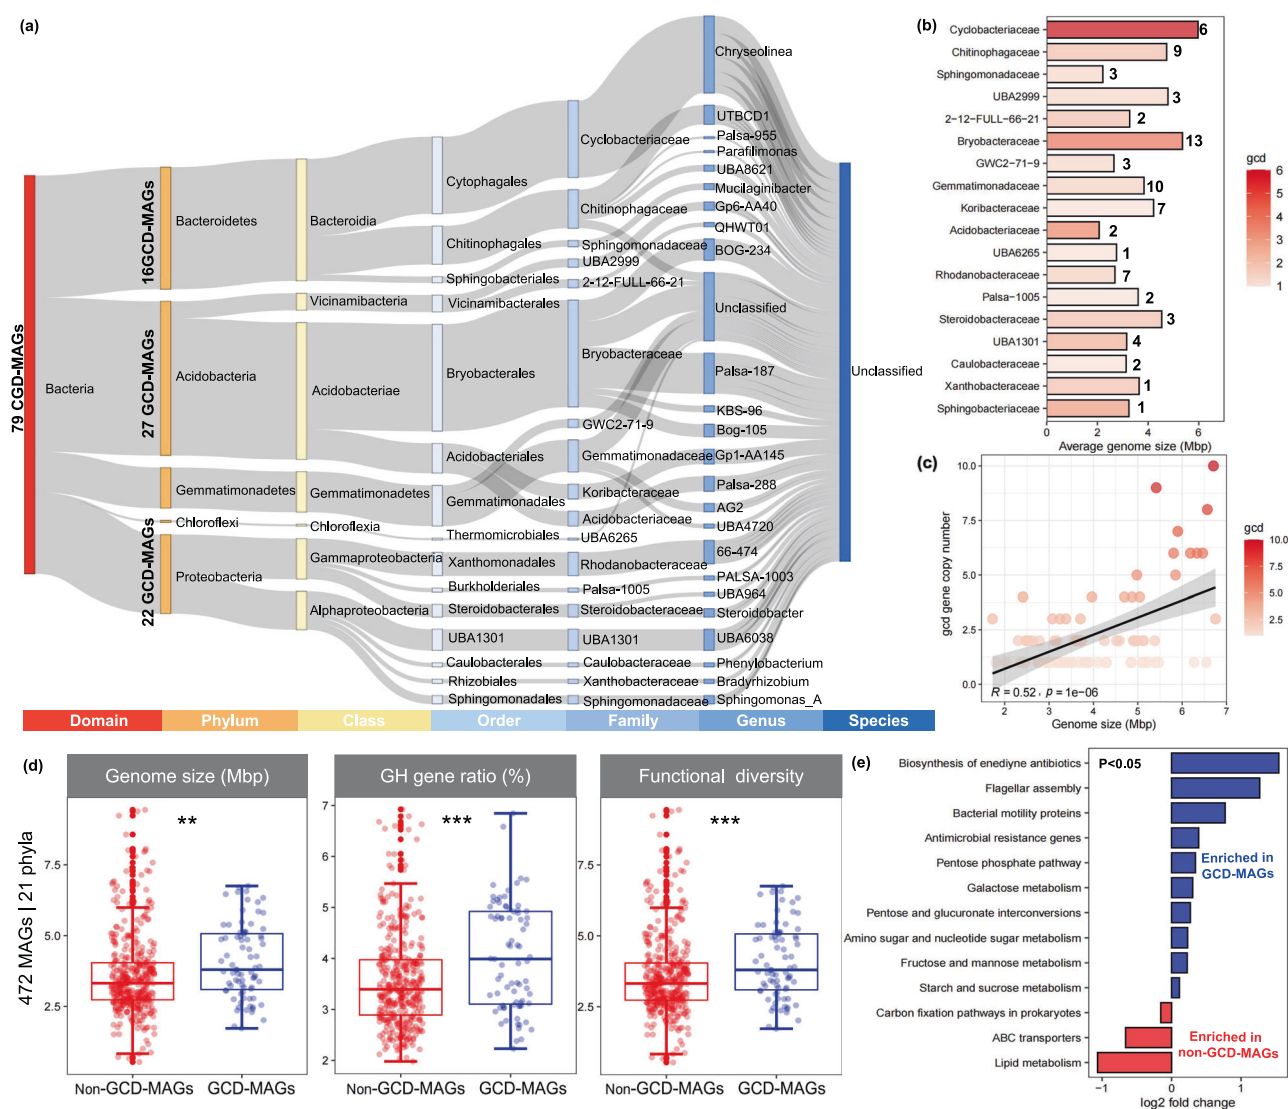 (a)
79 CGD-MAGs
Bacteria
16GCD-MAGs
Bacteroidetes
27 GCD-MAGs
Acidobacteria
Gemmatimonadetes
Chloroflexi
22 GCD-MAGs
Proteobacteria
Bacteroidia
Vicinamibacteria
Acidobacteriae
Gemmatimonadetes
Chloroflexia
Gammaproteobacteria
Alphaproteobacteria
Cytophagales
Chitinophagales
Sphingobacteriales
Vicinamibacterales
Bryobacterales
Acidobacteriales
Gemmatimonadales
Thermomicrobiales
Xanthomonadales
Burkholderiales
Steroidobacterales
UBA1301
Caulobacterales
Rhizobiales
Sphingomonadales
Cyclobacteriaceae
Chitinophagaceae
Sphingomonadaceae
UBA2999
2-12-FULL-66-21
Bryobacteraceae
GWC2-71-9
Gemmatimonadaceae
Koribacteraceae
Acidobacteriaceae
UBA6265
Rhodanobacteraceae
Palsa-1005
Steroidobacteraceae
UBA1301
Caulobacteraceae
Xanthobacteraceae
Sphingomonadaceae
Chryseolinea
UTBCD1
Palsa-955
Parafilimonas
UBA8621
Mucilaginibacter
Gp6-AA40
QHWT01
BOG-234
Unclassified
Palsa-187
KBS-96
Bog-105
Gp1-AA145
Palsa-288
AG2
UBA4720
66-474
PALSA-1003
UBA964
Steroidobacter
UBA6038
Phenylobacterium
Bradyrhizobium
Sphingomonas_A
Unclassified
Domain Phylum Class Order Family Genus Species
(b)
Cyclobacteriaceae 6
Chitinophagaceae 9
Sphingomonadaceae 3
UBA2999 3
2-12-FULL-66-21 2
Bryobacteraceae 13
GWC2-71-9 3
Gemmatimonadaceae 10
Koribacteraceae 7
Acidobacteriaceae 2
UBA6265 1
Rhodanobacteraceae 7
Palsa-1005 2
Steroidobacteraceae 3
UBA1301 4
Caulobacteraceae 2
Xanthobacteraceae 1
Sphingobacteriaceae 1
0 2 4 6
Average genome size (Mbp)
gcd
6
5
4
3
2
1
(c)
gcd gene copy number
10.0
7.5
5.0
2.5
0.0
R = 0.52 , p = 1e-06
2 3 4 5 6 7
Genome size (Mbp)
gcd
10.0
7.5
5.0
2.5
(d)
472 MAGs | 21 phyla
Genome size (Mbp)
**
7.5
5.0
2.5
Non-GCD-MAGs GCD-MAGs
GH gene ratio (%)
***
7
6
5
4
3
2
Non-GCD-MAGs GCD-MAGs
Functional diversity
***
7.5
5.0
2.5
Non-GCD-MAGs GCD-MAGs
(e)
P<0.05
Biosynthesis of enediyne antibiotics
Flagellar assembly
Bacterial motility proteins
Antimicrobial resistance genes
Pentose phosphate pathway
Galactose metabolism
Pentose and glucuronate interconversions
Amino sugar and nucleotide sugar metabolism
Fructose and mannose metabolism
Starch and sucrose metabolism
Carbon fixation pathways in prokaryotes
ABC transporters
Lipid metabolism
Enriched in
GCD-MAGs
Enriched in
non-GCD-MAGs
−1 0 1
log2 fold change